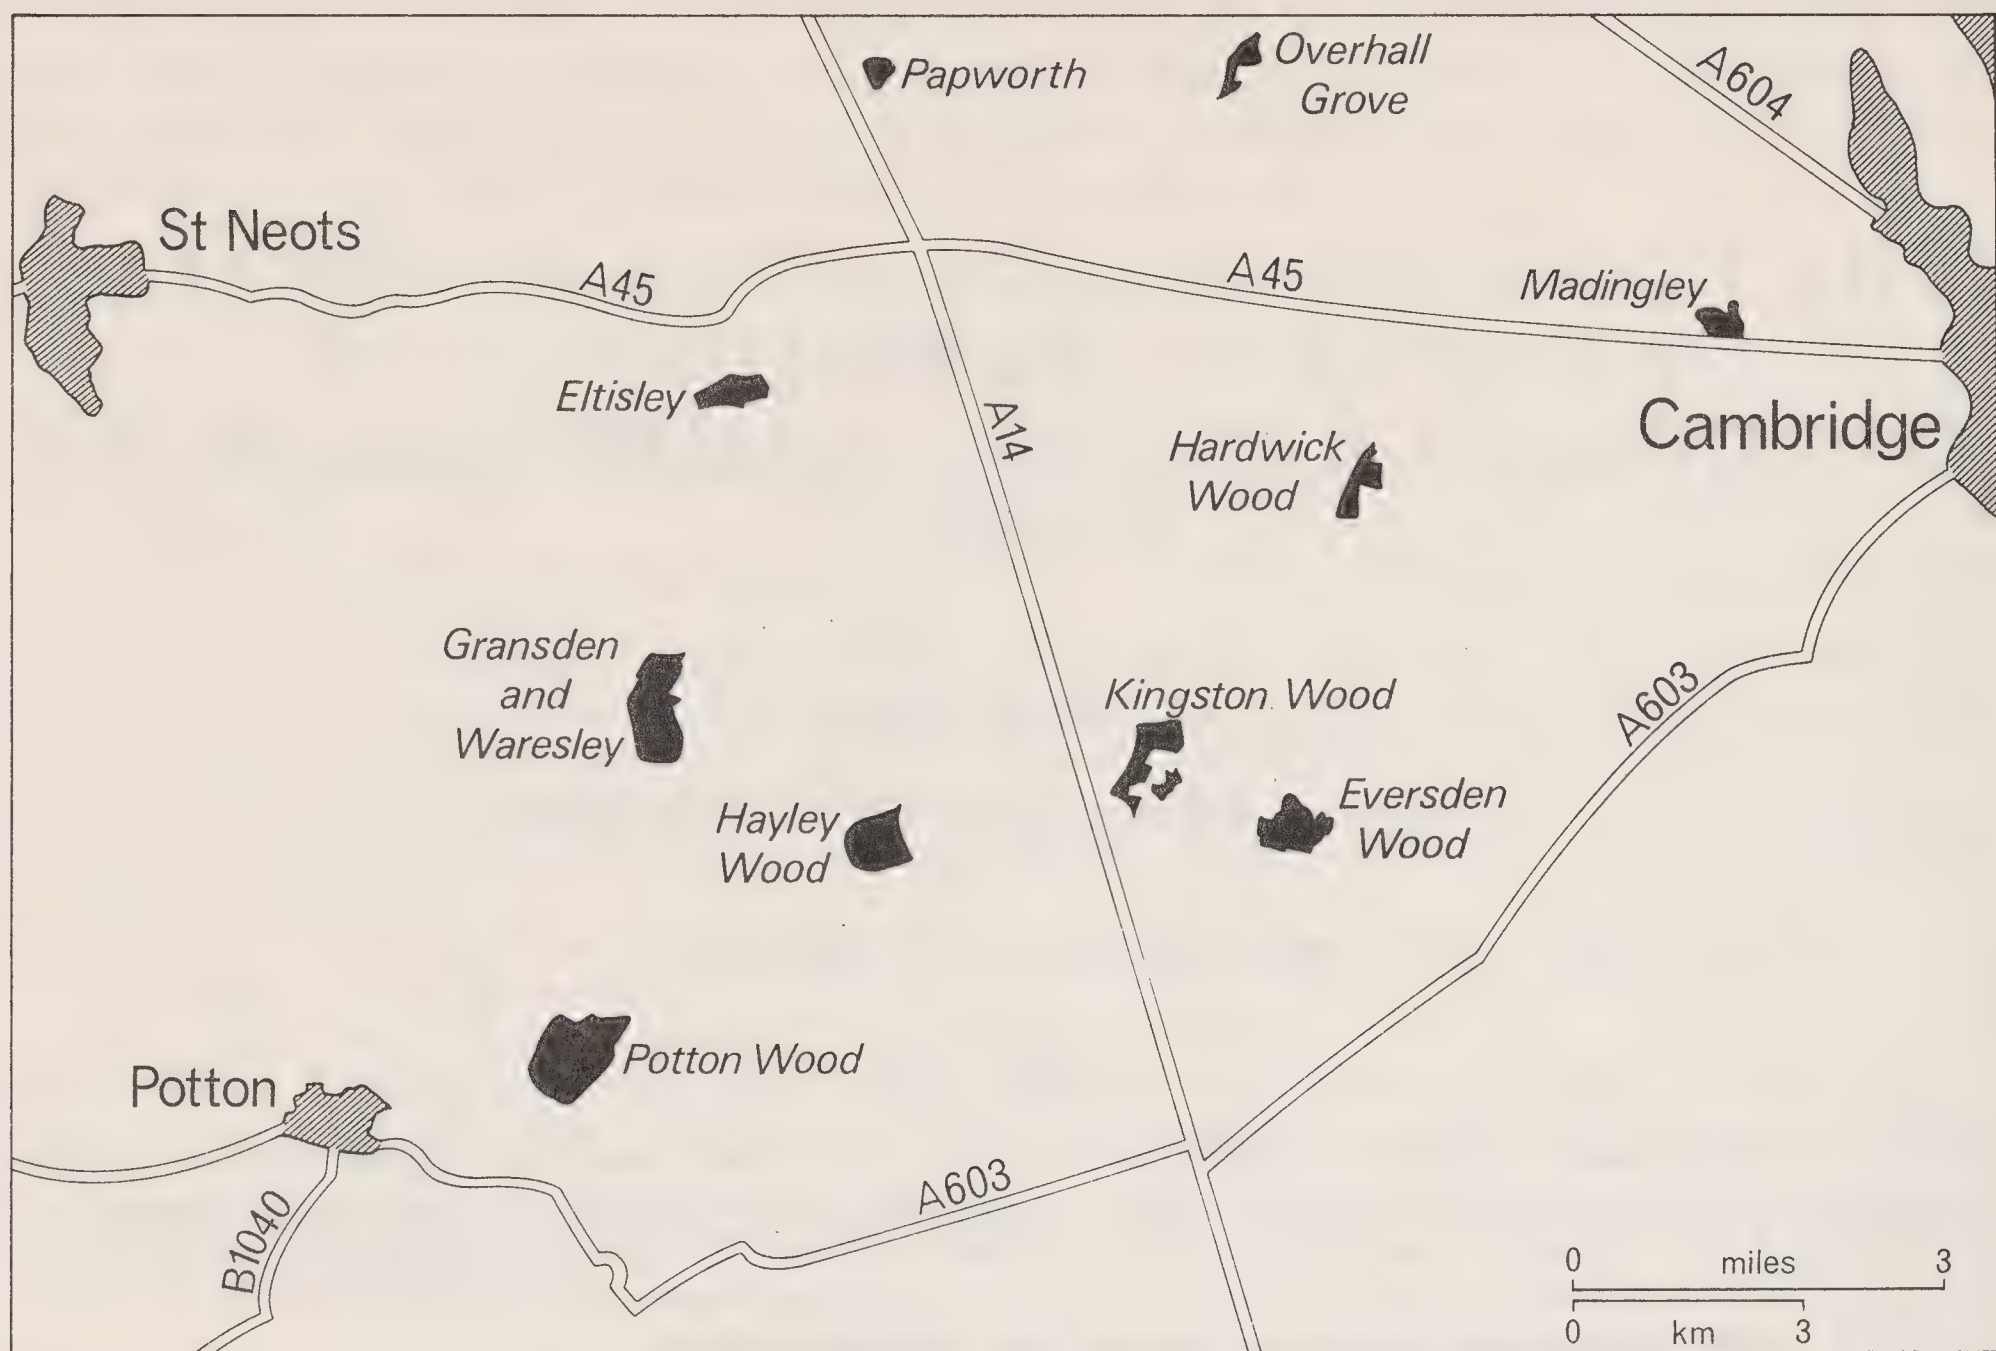 Papworth
Overhall
Grove
A604
St Neots
A45
A45
Madingley
Eltisley
A14
Hardwick
Wood
Cambridge
Gransden
and
Waresley
Kingston Wood
A603
Hayley
Wood
Eversden
Wood
Potton Wood
Potton
A603
B1040
0 miles 3
0 km 3